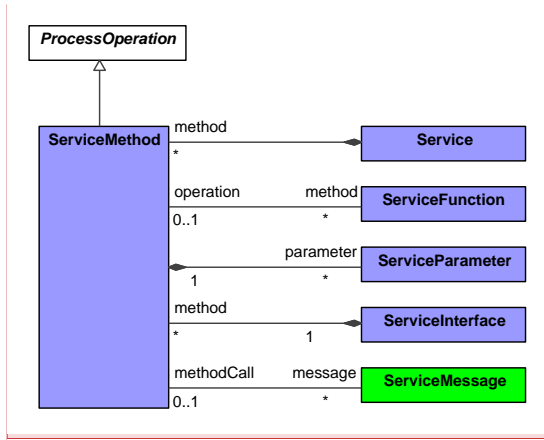 ProcessOperation
ServiceMethod
method
*
Service
operation
0..1
method
*
ServiceFunction
parameter
1
*
ServiceParameter
method
*
1
ServiceInterface
methodCall
0..1
message
*
ServiceMessage